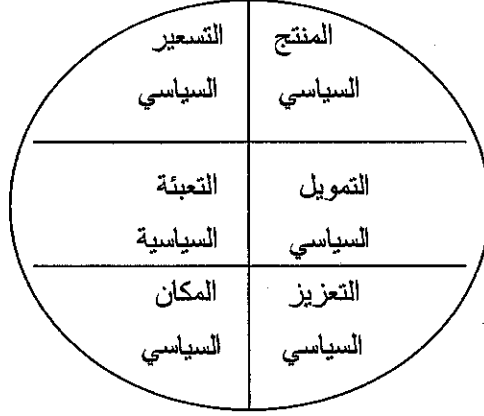 المنتج
السياسي
التسعير
السياسي
التمويل
السياسي
التعبئة
السياسية
التعزيز
السياسي
المكان
السياسي